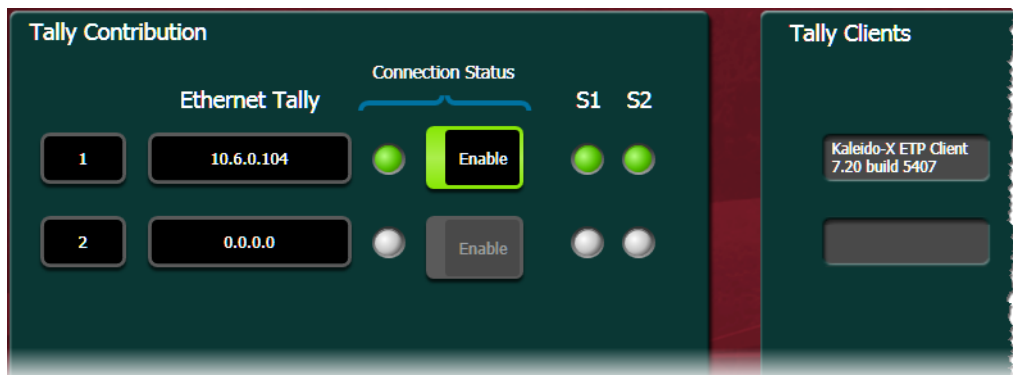 Tally Contribution
Tally Clients
Connection Status
Ethernet Tally
S1 S2
1
10.6.0.104
Enable
Kaleido-X ETP Client
7.20 build 5407
2
0.0.0.0
Enable